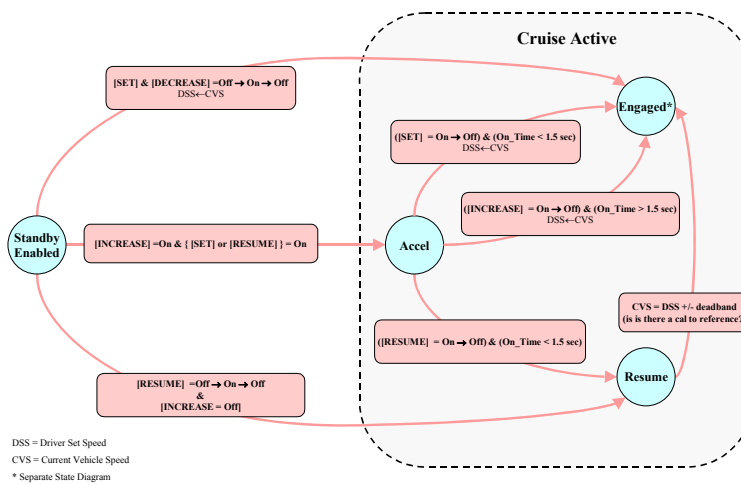 Cruise Active
[SET] & [DECREASE] =Off → On → Off
DSS←CVS
Engaged*
([SET] = On → Off) & (On_Time < 1.5 sec)
DSS←CVS
([INCREASE] = On → Off) & (On_Time > 1.5 sec)
DSS←CVS
Standby
Enabled
[INCREASE] =On & { [SET] or [RESUME] } = On
Accel
CVS = DSS +/- deadband
(is is there a cal to reference?
([RESUME] = On → Off) & (On_Time < 1.5 sec)
Resume
[RESUME] =Off → On → Off
&
[INCREASE = Off]
DSS = Driver Set Speed
CVS = Current Vehicle Speed
* Separate State Diagram